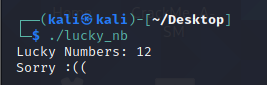 ┌──(kali㉿kali)-[~/Desktop]
└─$ ./lucky_nb
Lucky Numbers: 12
Sorry :((